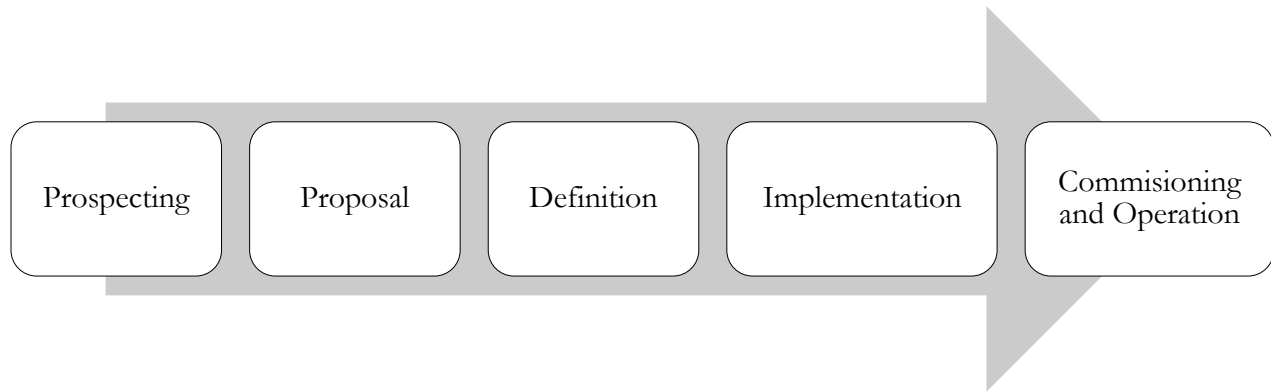 Prospecting
Proposal
Definition
Implementation
Commisioning
and Operation